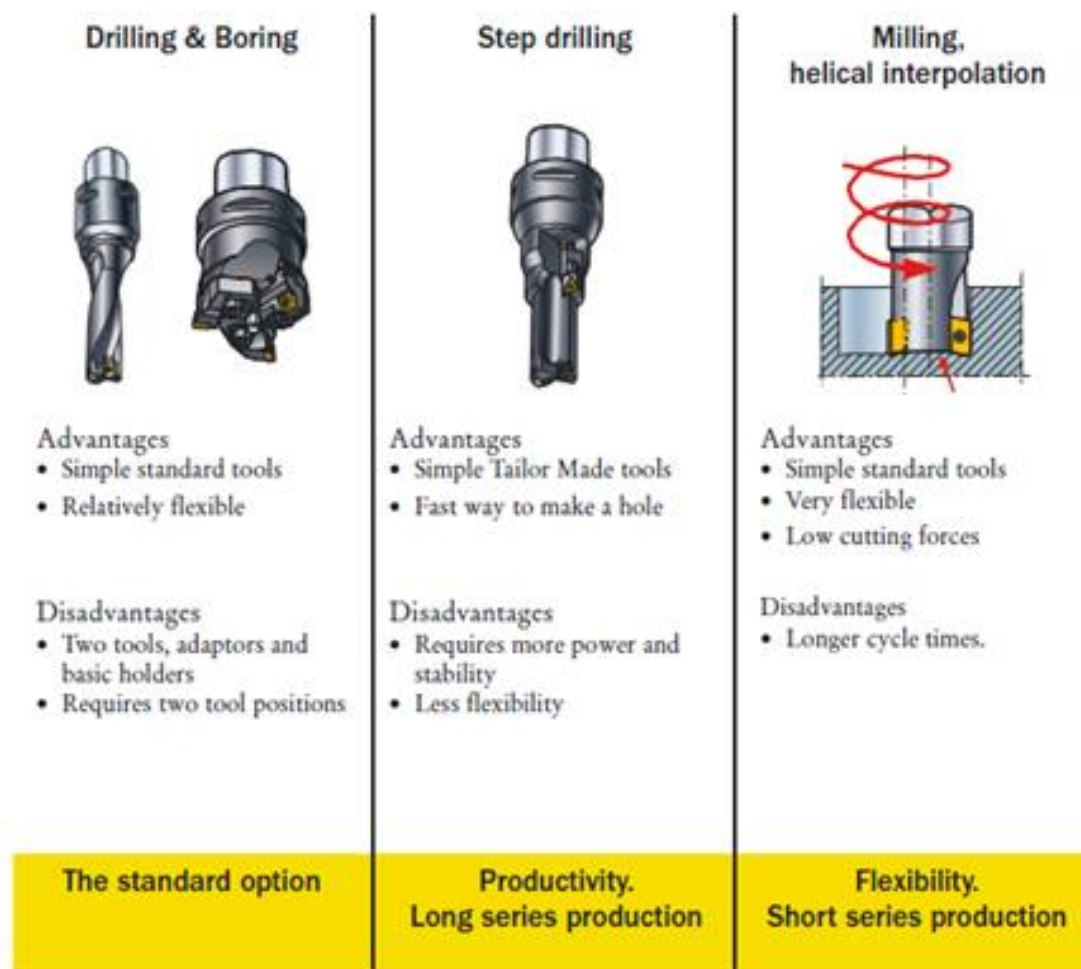 Drilling & Boring
Advantages
• Simple standard tools
• Relatively flexible
Disadvantages
• Two tools, adaptors and
basic holders
• Requires two tool positions
The standard option
Step drilling
Advantages
• Simple Tailor Made tools
• Fast way to make a hole
Disadvantages
• Requires more power and
stability
• Less flexibility
Productivity.
Long series production
Milling,
helical interpolation
Advantages
• Simple standard tools
• Very flexible
• Low cutting forces
Disadvantages
• Longer cycle times.
Flexibility.
Short series production